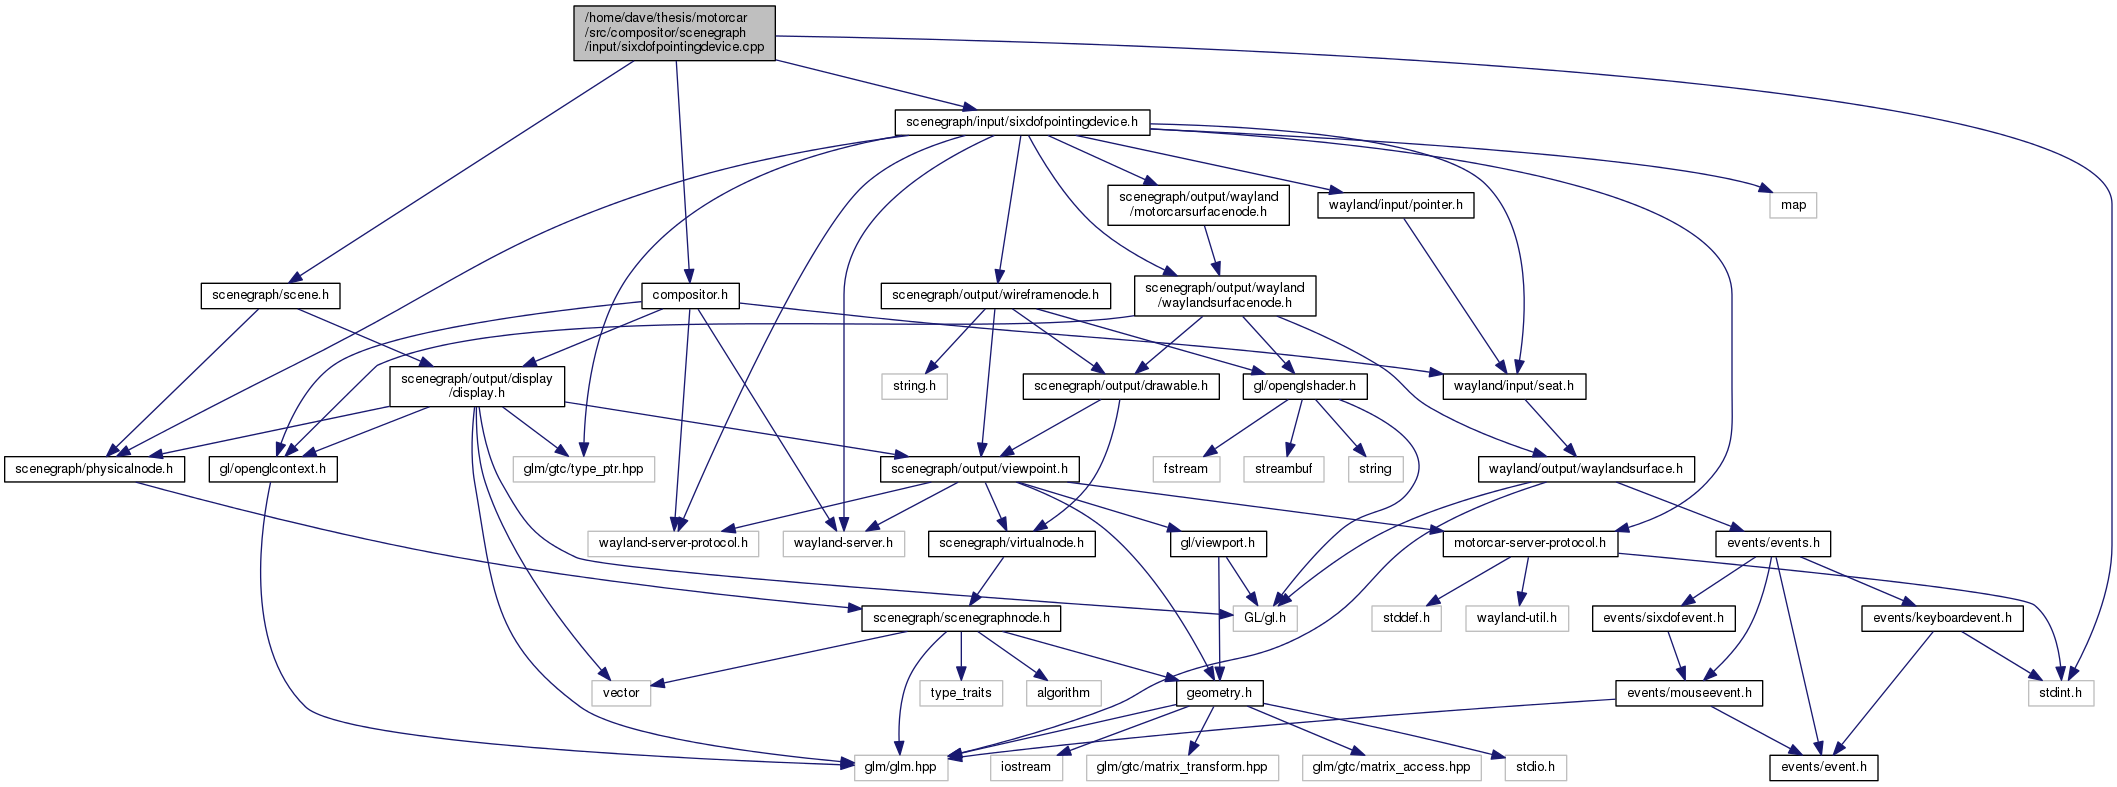 /home/dave/thesis/motorcar
/src/compositor/scenegraph
/input/sixdofpointingdevice.cpp
scenegraph/input/sixdofpointingdevice.h
scenegraph/output/wayland
/motorcarsurfacenode.h
wayland/input/pointer.h
map
scenegraph/scene.h
compositor.h
scenegraph/output/wireframenode.h
scenegraph/output/wayland
/waylandsurfacenode.h
scenegraph/output/display
/display.h
string.h
scenegraph/output/drawable.h
gl/openglshader.h
wayland/input/seat.h
scenegraph/physicalnode.h
gl/openglcontext.h
glm/gtc/type_ptr.hpp
scenegraph/output/viewpoint.h
fstream
streambuf
string
wayland/output/waylandsurface.h
wayland-server-protocol.h
wayland-server.h
scenegraph/virtualnode.h
gl/viewport.h
motorcar-server-protocol.h
events/events.h
scenegraph/scenegraphnode.h
GL/gl.h
stddef.h
wayland-util.h
events/sixdofevent.h
events/keyboardevent.h
vector
type_traits
algorithm
geometry.h
events/mouseevent.h
stdint.h
glm/glm.hpp
iostream
glm/gtc/matrix_transform.hpp
glm/gtc/matrix_access.hpp
stdio.h
events/event.h